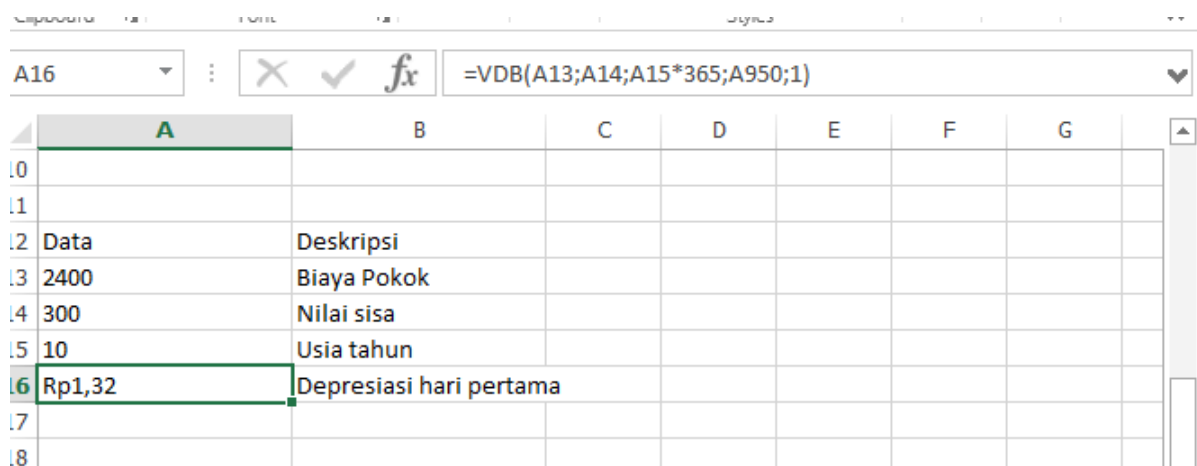 A16 fx =VDB(A13;A14;A15*365;A950;1)
A B C D E F G
10
11
12 Data Deskripsi
13 2400 Biaya Pokok
14 300 Nilai sisa
15 10 Usia tahun
16 Rp1,32 Depresiasi hari pertama
17
18